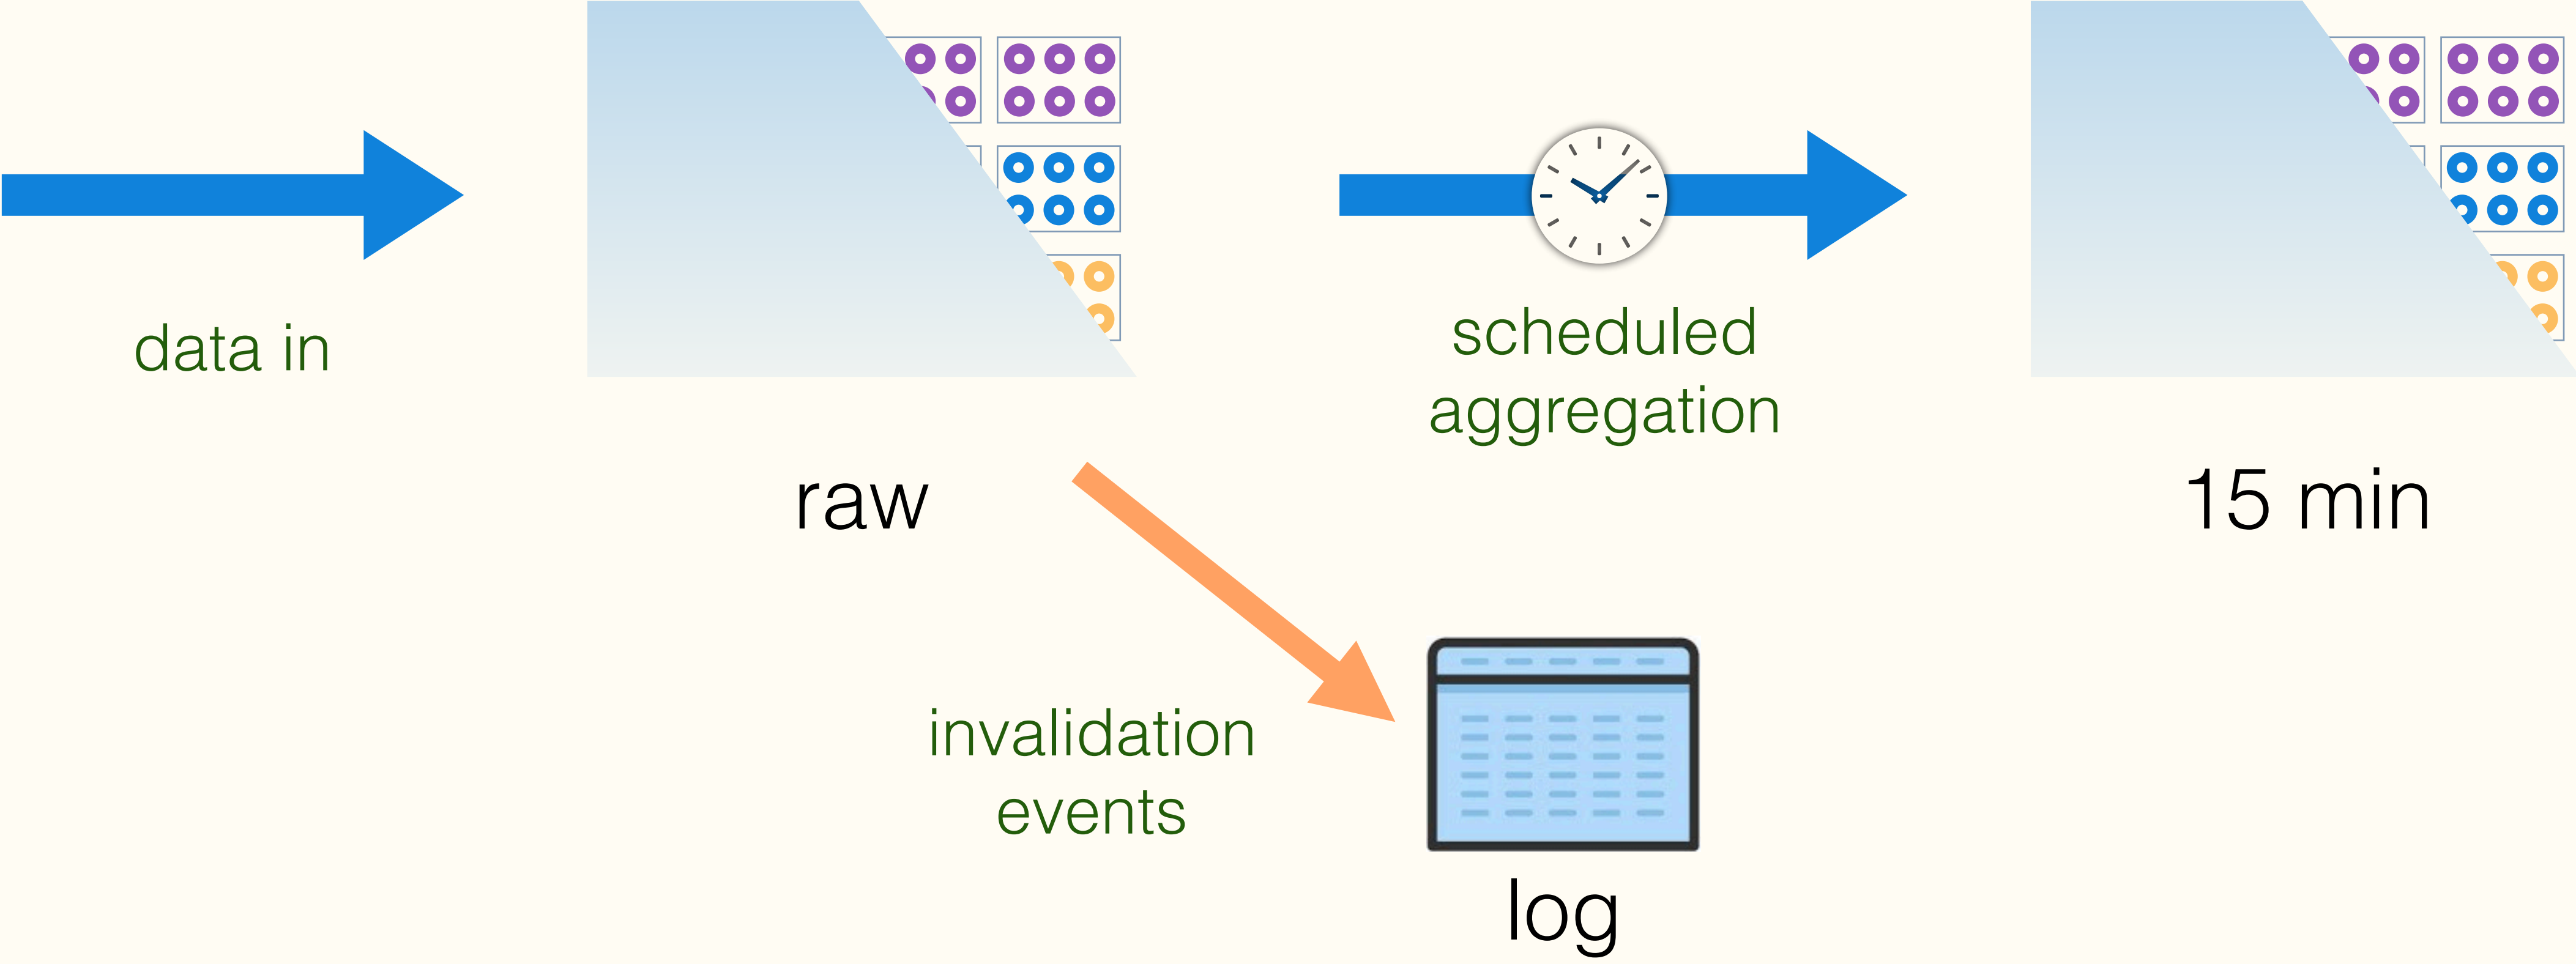 data in
raw
scheduled
aggregation
15 min
invalidation
events
log